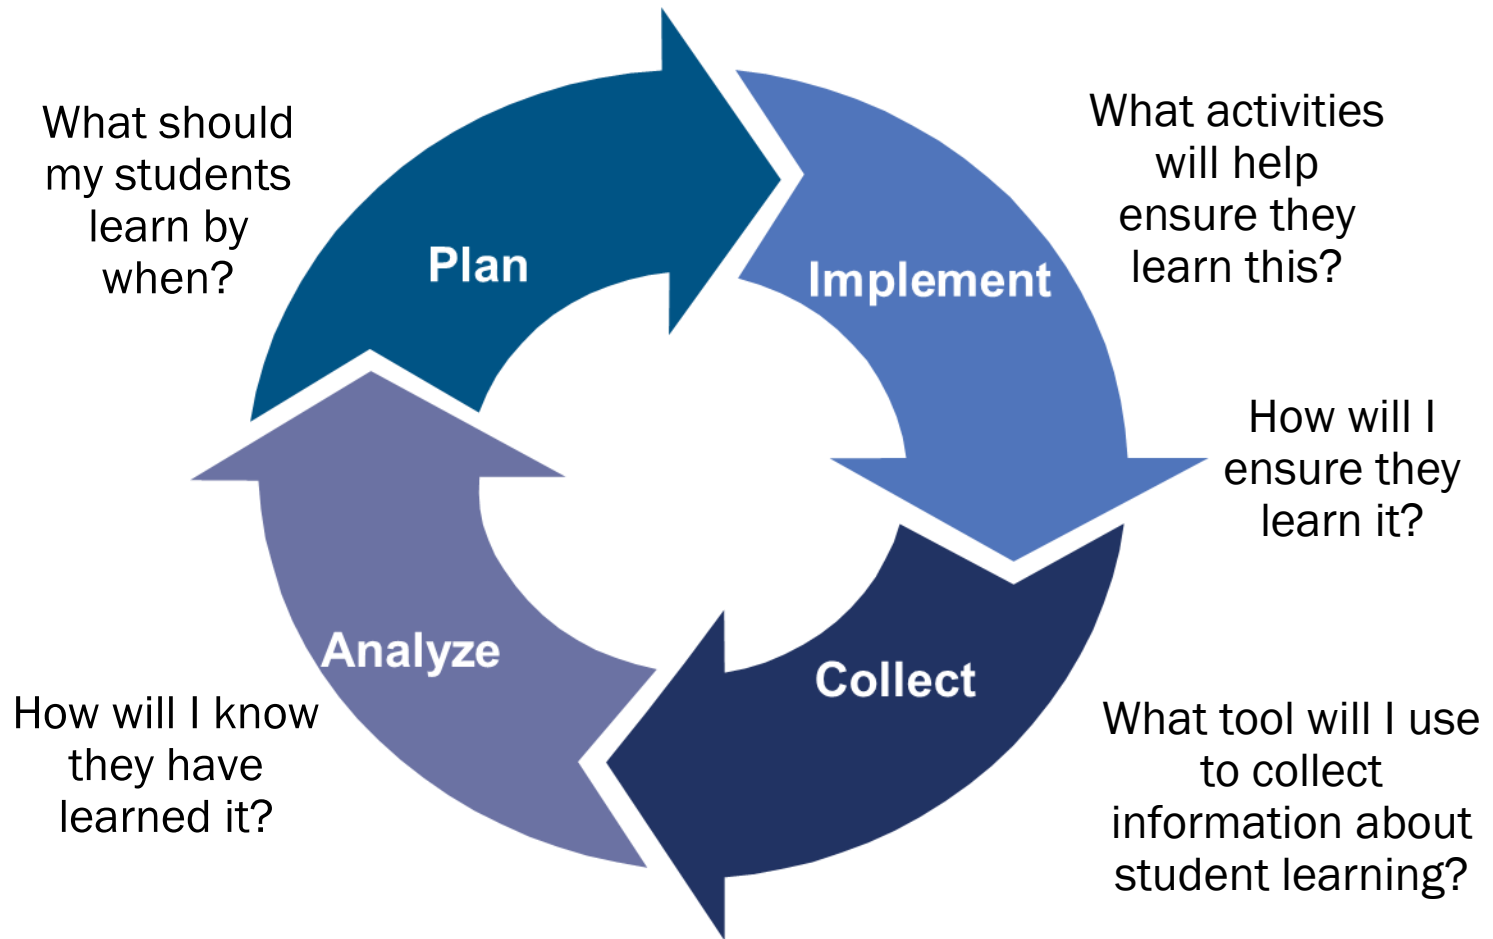 What should
my students
learn by
when?
Plan
What activities
will help
ensure they
learn this?
Implement
How will I
ensure they
learn it?
Collect
What tool will I use
to collect
information about
student learning?
Analyze
How will I know
they have
learned it?